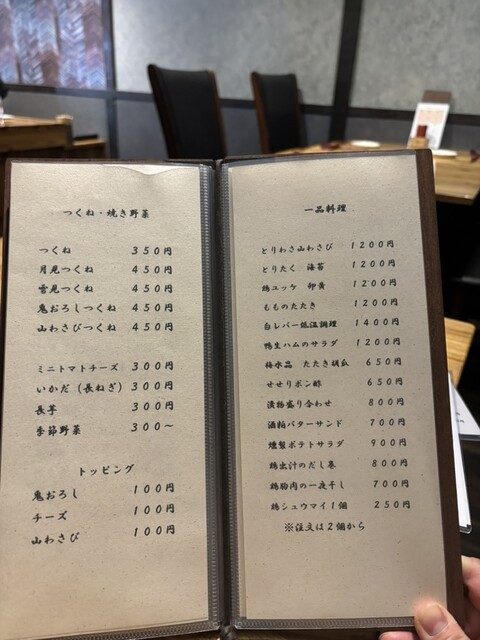 つくね・焼き野菜
つくね 350円
月見つくね 450円
雪見つくね 450円
鬼おろしつくね 450円
山わさびつくね 450円
ミニトマトチーズ 300円
いかだ（長ねぎ） 300円
長芋 300円
季節野菜 300〜
トッピング
鬼おろし 100円
チーズ 100円
山わさび 100円
一品料理
とりわさ山わさび 1200円
とりたく 海苔 1200円
鶏ユッケ 卵黄 1200円
もものたたき 1200円
白レバー低温調理 1400円
鴨生ハムのサラダ 1200円
梅水晶 たたき胡瓜 650円
せせりポン酢 650円
漬物盛り合わせ 800円
酒粕バターサンド 700円
燻製ポテトサラダ 900円
鶏出汁のだし巻 800円
鶏胸肉の一夜干し 700円
鶏シュウマイ1個 250円
※注文は2個から